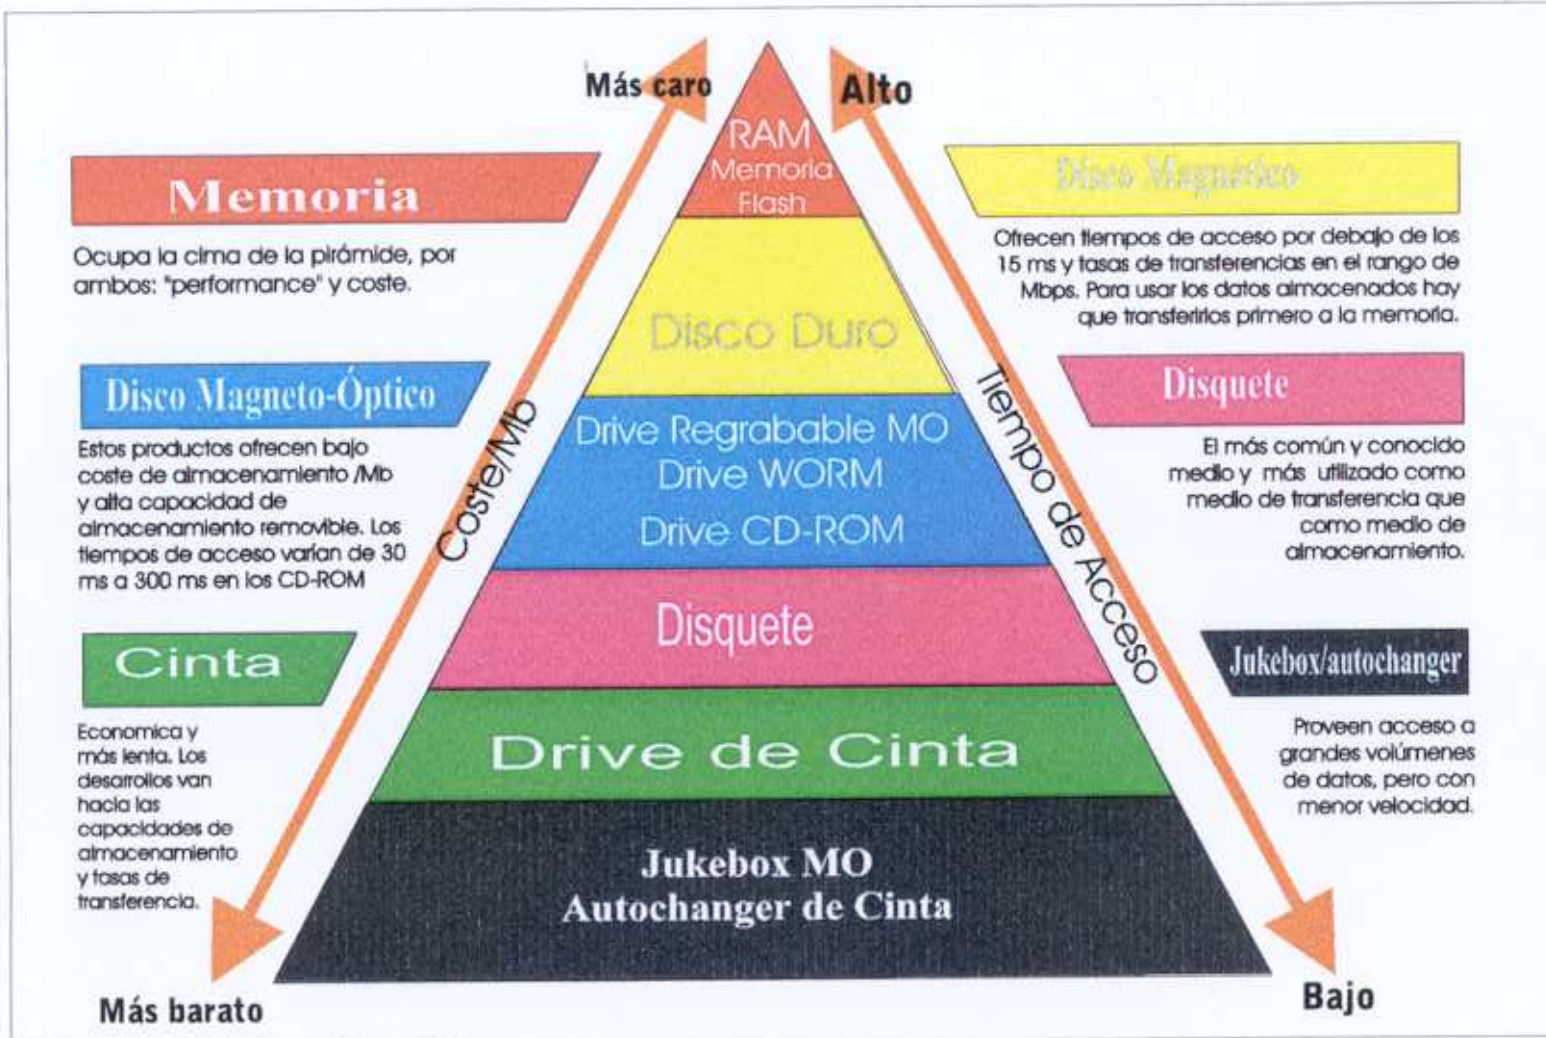 Más caro
Alto
RAM
Memoria
Flash
Memoria
Ocupa la cima de la pirámide, por
ambos: "performance" y coste.
Disco Magnético
Ofrecen tiempos de acceso por debajo de los
15 ms y tasas de transferencias en el rango de
Mbps. Para usar los datos almacenados hay
que transferirlos primero a la memoria.
Disco Duro
Disco Magneto-Óptico
Estos productos ofrecen bajo
coste de almacenamiento /Mb
y alta capacidad de
almacenamiento removible. Los
tiempos de acceso varían de 30
ms a 300 ms en los CD-ROM
Coste/Mb
Drive Regrabable MO
Drive WORM
Drive CD-ROM
Tiempo de Acceso
Disquete
El más común y conocido
medio y más utilizado como
medio de transferencia que
como medio de
almacenamiento.
Disquete
Cinta
Economica y
más lenta. Los
desarrollos van
hacia las
capacidades de
almacenamiento
y tasas de
transferencia.
Drive de Cinta
Jukebox/autochanger
Proveen acceso a
grandes volúmenes
de datos, pero con
menor velocidad.
Jukebox MO
Autochanger de Cinta
Más barato
Bajo